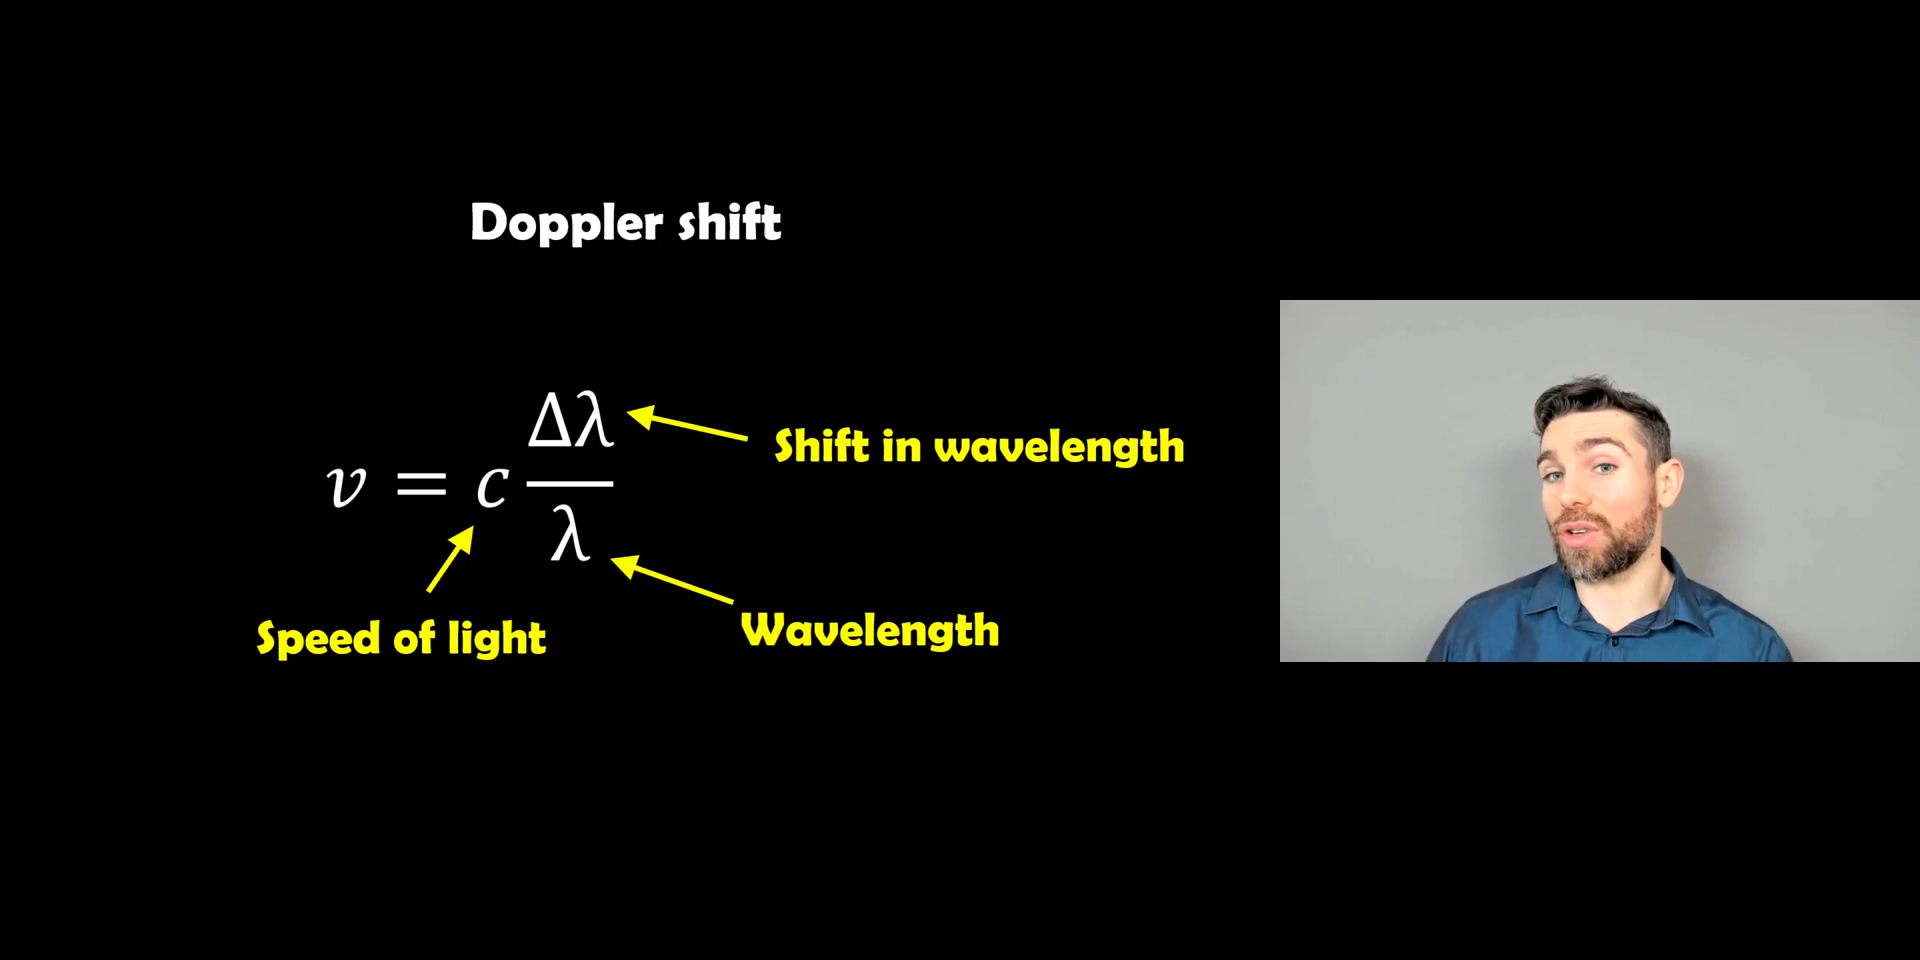 Doppler shift
v = c Δλ/λ
Shift in wavelength
Speed of light
Wavelength